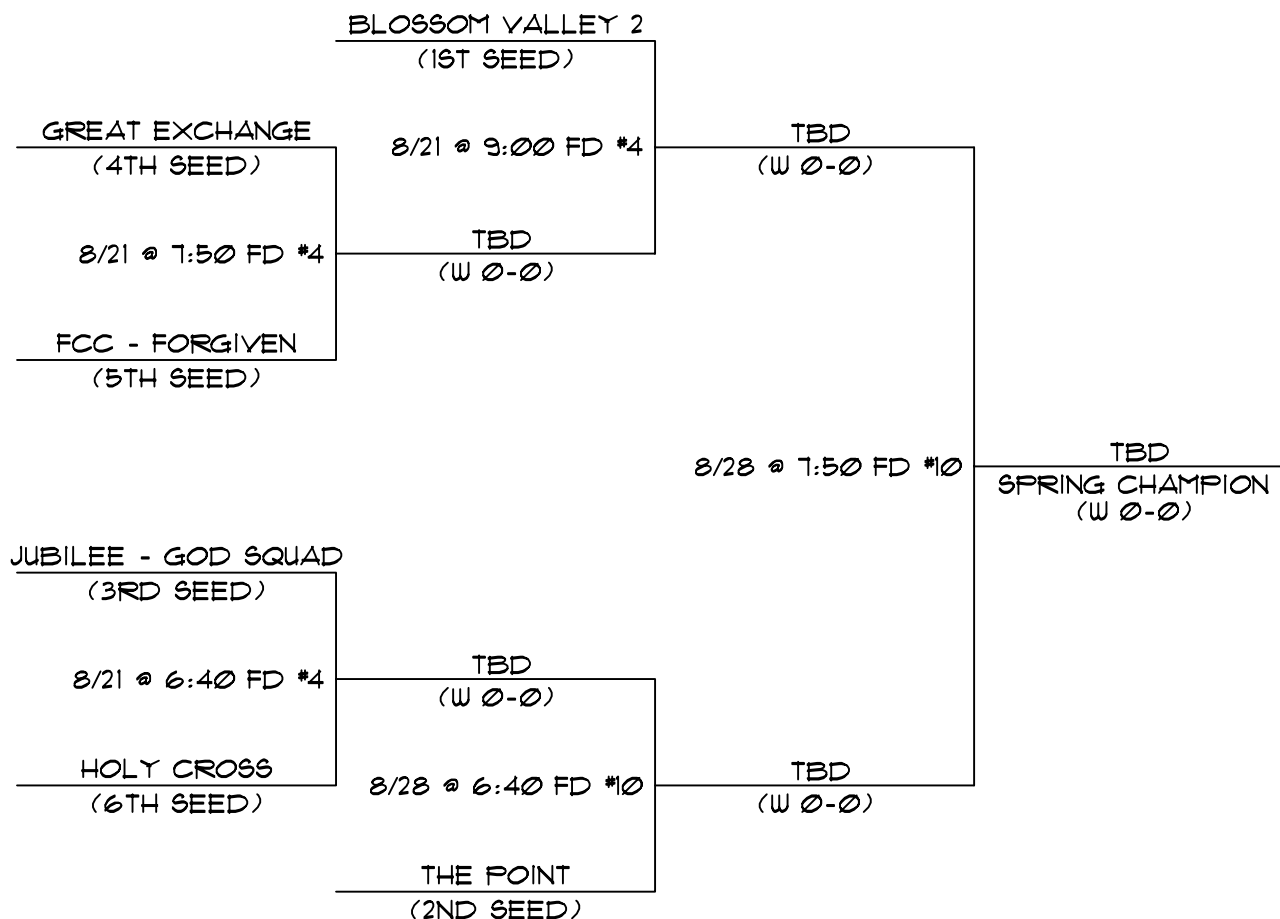 BLOSSOM VALLEY 2
(1ST SEED)
GREAT EXCHANGE
(4TH SEED)
8/21 @ 9:00 FD #4
TBD
(W 0-0)
8/21 @ 7:50 FD #4
TBD
(W 0-0)
FCC - FORGIVEN
(5TH SEED)
8/28 @ 7:50 FD #10
TBD
SPRING CHAMPION
(W 0-0)
JUBILEE - GOD SQUAD
(3RD SEED)
8/21 @ 6:40 FD #4
TBD
(W 0-0)
HOLY CROSS
(6TH SEED)
8/28 @ 6:40 FD #10
TBD
(W 0-0)
THE POINT
(2ND SEED)